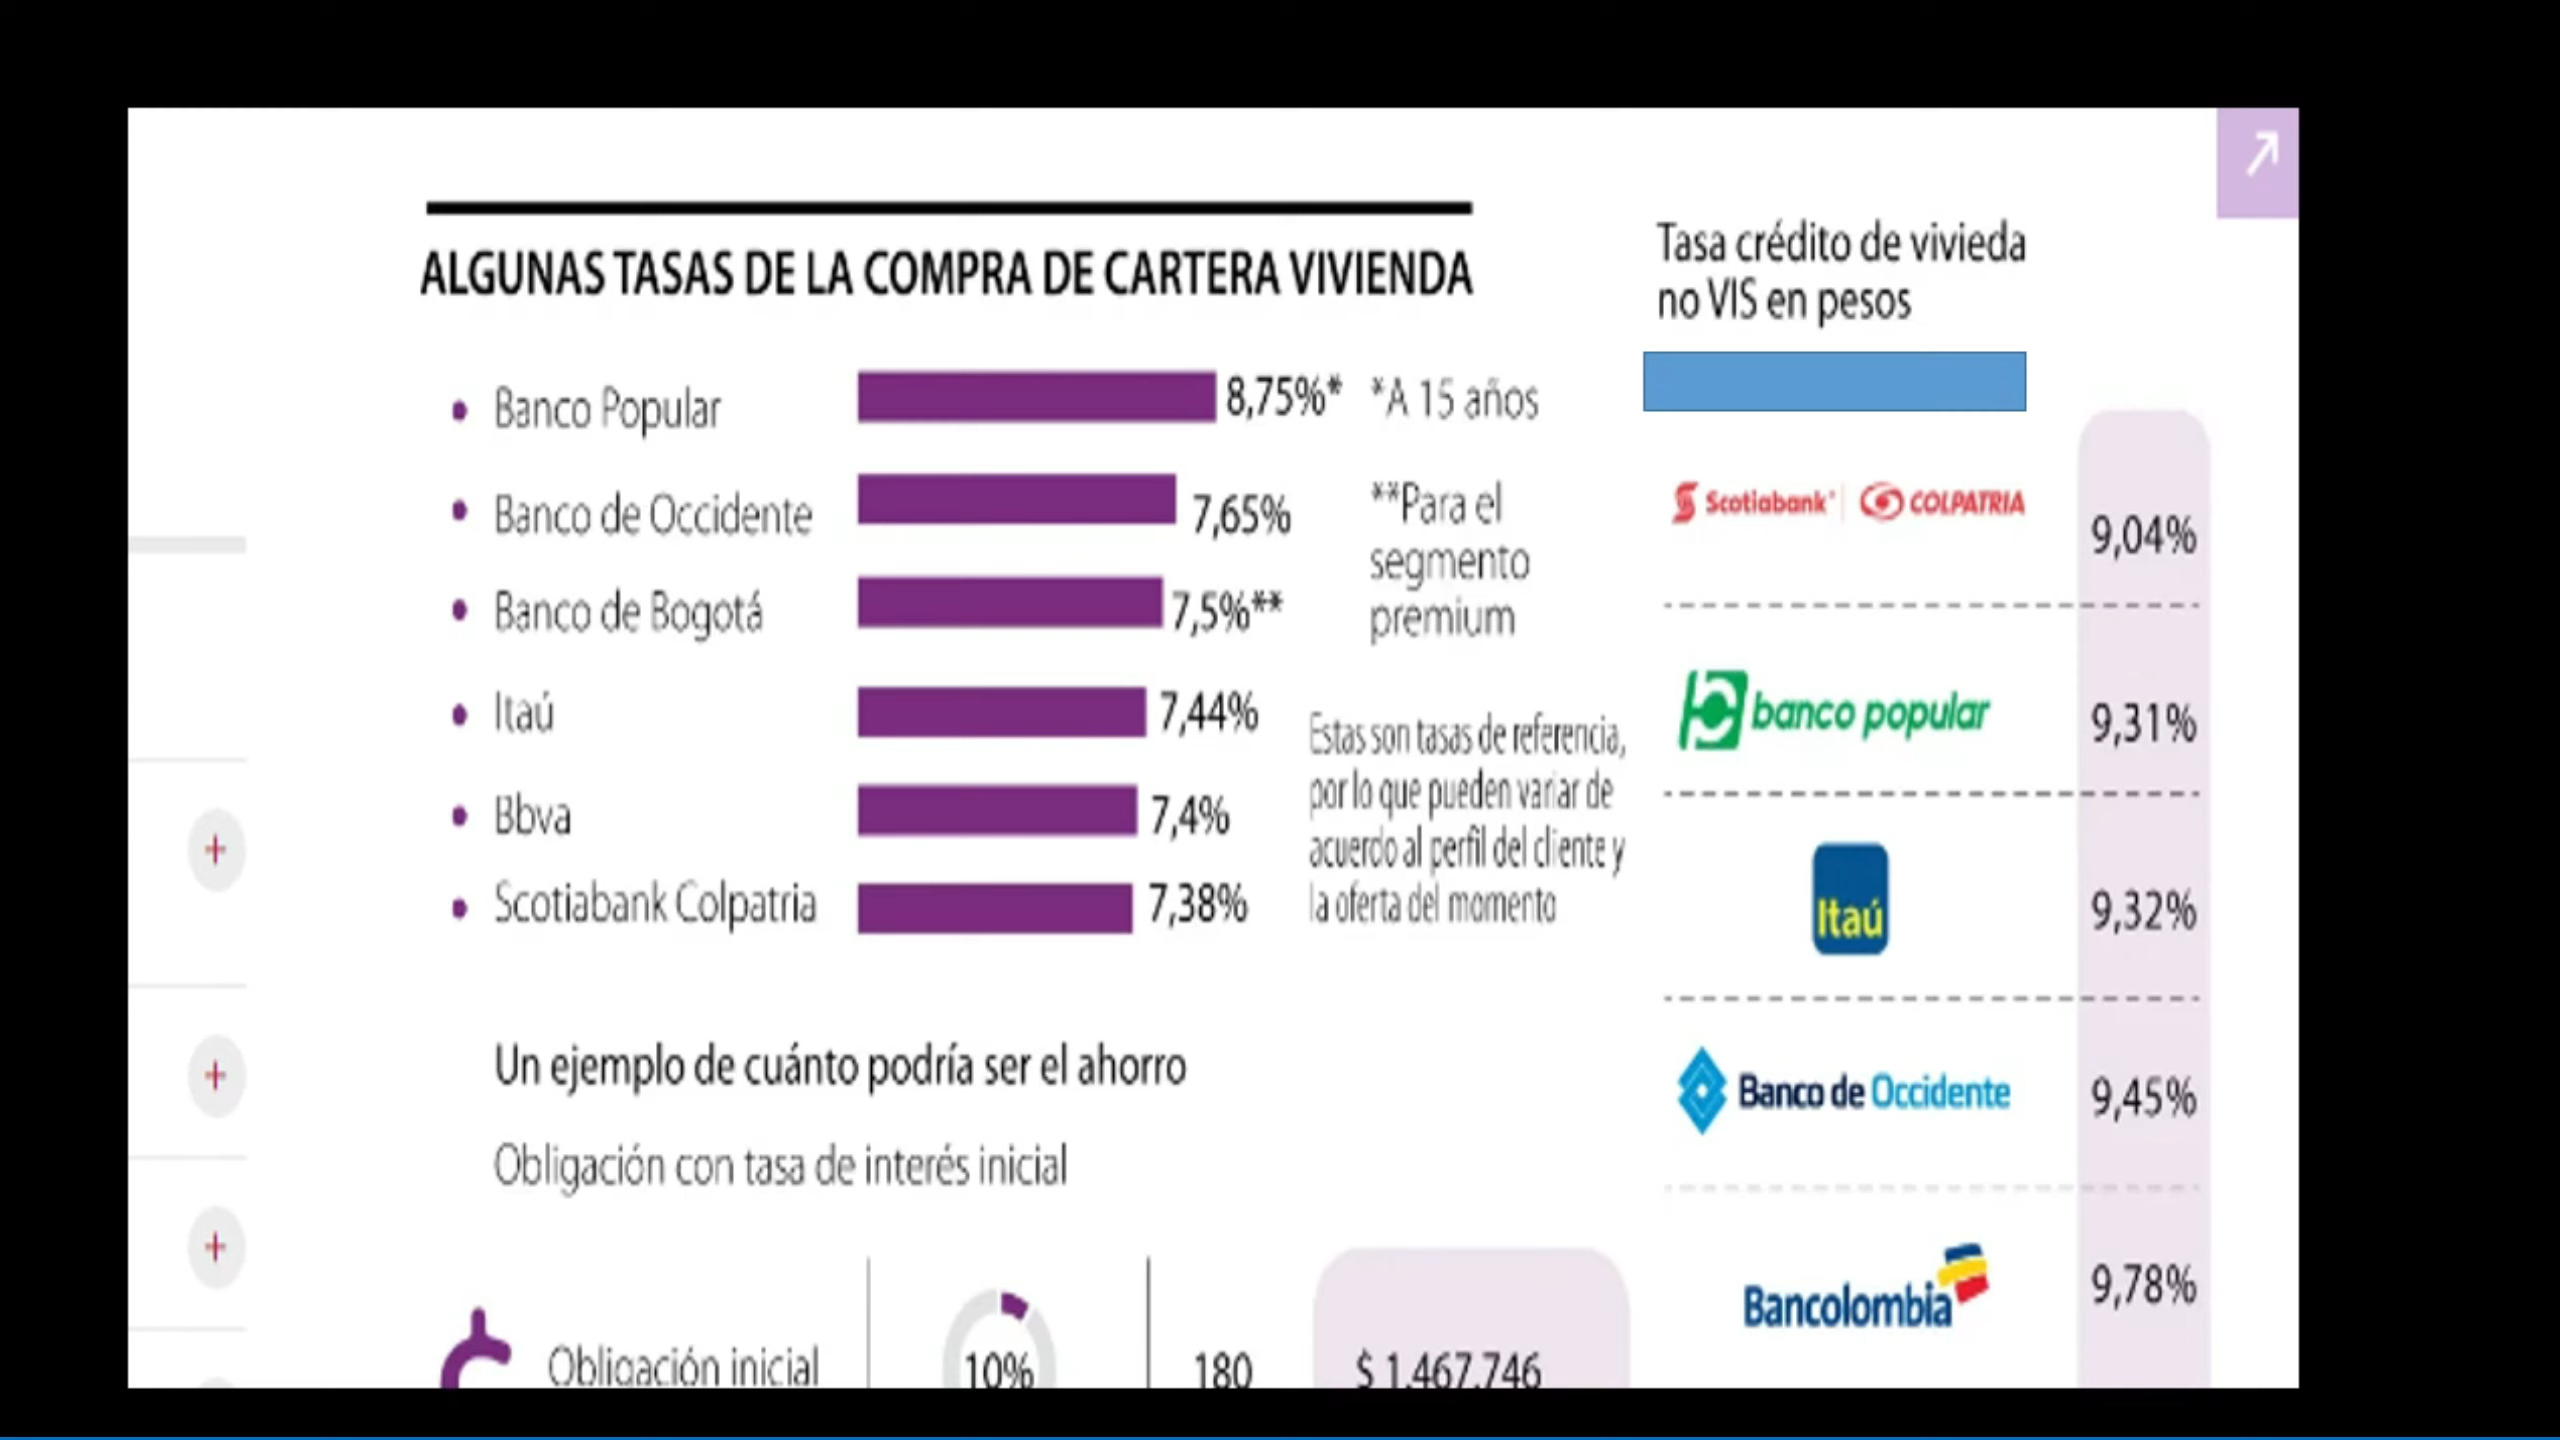 ALGUNAS TASAS DE LA COMPRA DE CARTERA VIVIENDA
Banco Popular 8,75%* *A 15 años
Banco de Occidente 7,65%
Banco de Bogotá 7,5%**
**Para el
segmento
premium
Itaú 7,44%
Bbva 7,4%
Scotiabank Colpatria 7,38%
Estas son tasas de referencia,
por lo que pueden variar de
acuerdo al perfil del cliente y
la oferta del momento
Un ejemplo de cuánto podría ser el ahorro
Obligación con tasa de interés inicial
Obligación inicial 10% 180 $ 1.467.746
Tasa crédito de vivieda
no VIS en pesos
Scotiabank COLPATRIA 9,04%
banco popular 9,31%
Itaú 9,32%
Banco de Occidente 9,45%
Bancolombia 9,78%